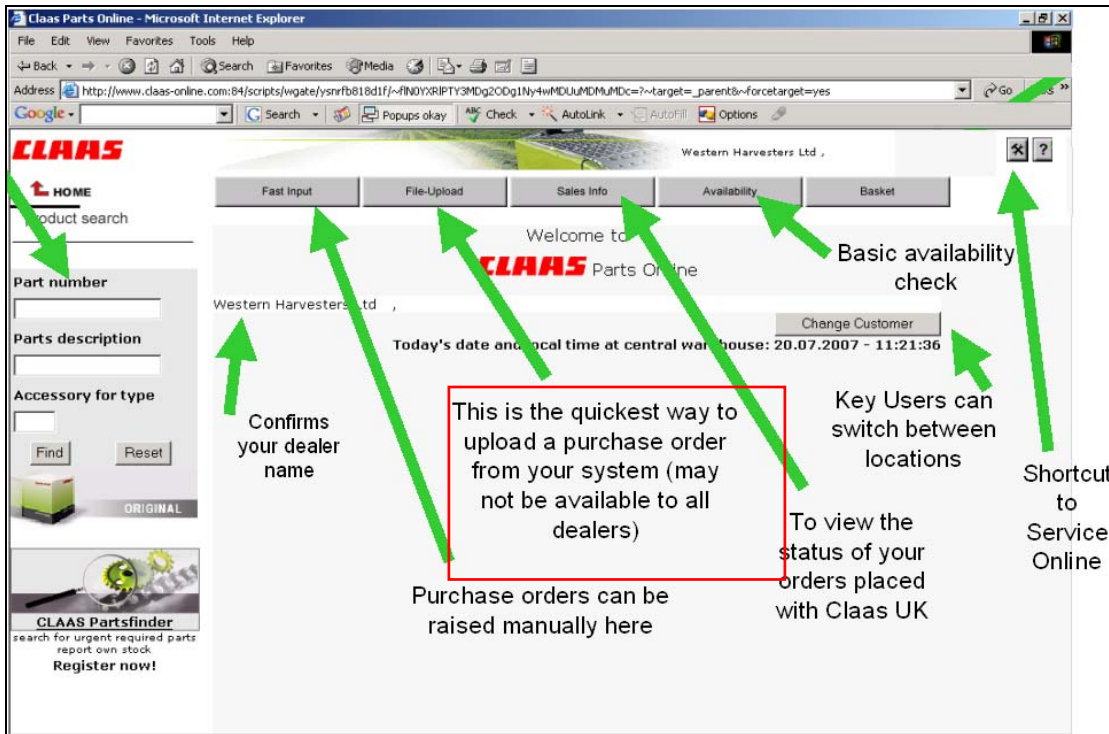 Claas Parts Online - Microsoft Internet Explorer
File Edit View Favorites Tools Help
Back Search Favorites Media
Address http://www.claas-online.com:84/scripts/wgate/ Go
Google Search Popups okay Check AutoLink AutoFill Options
CLAAS
Western Harvesters Ltd ,
?
HOME
Fast Input File-Upload Sales Info Availability Basket
product search
Welcome to
CLAAS Parts Online
Basic availability
check
Part number
Western Harvesters Ltd ,
Change Customer
Parts description
Today's date and local time at central warehouse: 20.07.2007 - 11:21:36
Accessory for type
Find Reset
ORIGINAL
Confirms
your dealer
name
This is the quickest way to
upload a purchase order
from your system (may
not be available to all
dealers)
Key Users can
switch between
locations
Shortcut
to
Service
Online
To view the
status of your
orders placed
with Claas UK
Purchase orders can be
raised manually here
CLAAS Partsfinder
search for urgent required parts
report own stock
Register now!